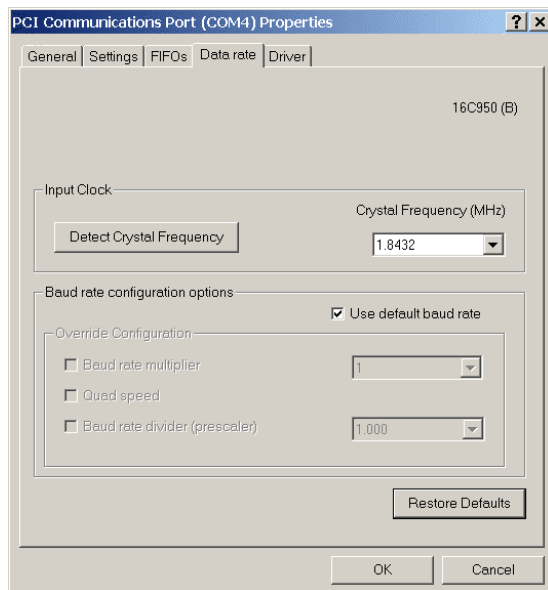 PCI Communications Port (COM4) Properties
General Settings FIFOs Data rate Driver
16C950 (B)
Input Clock
Crystal Frequency (MHz)
Detect Crystal Frequency
1.8432
Baud rate configuration options
Use default baud rate
Override Configuration
Baud rate multiplier 1
Quad speed
Baud rate divider (prescaler) 1.000
Restore Defaults
OK Cancel